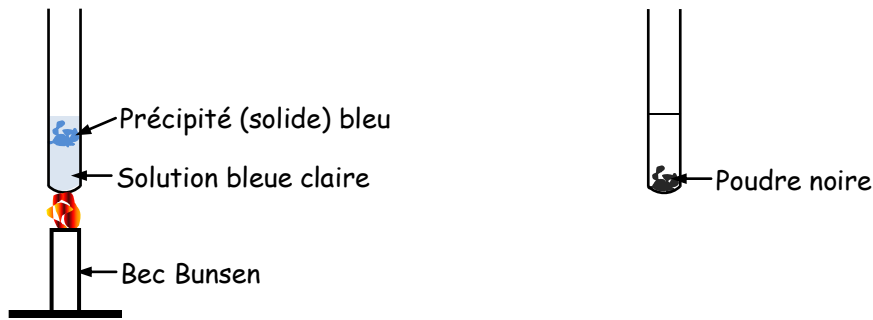 Précipité (solide) bleu
Solution bleue claire
Bec Bunsen
Poudre noire